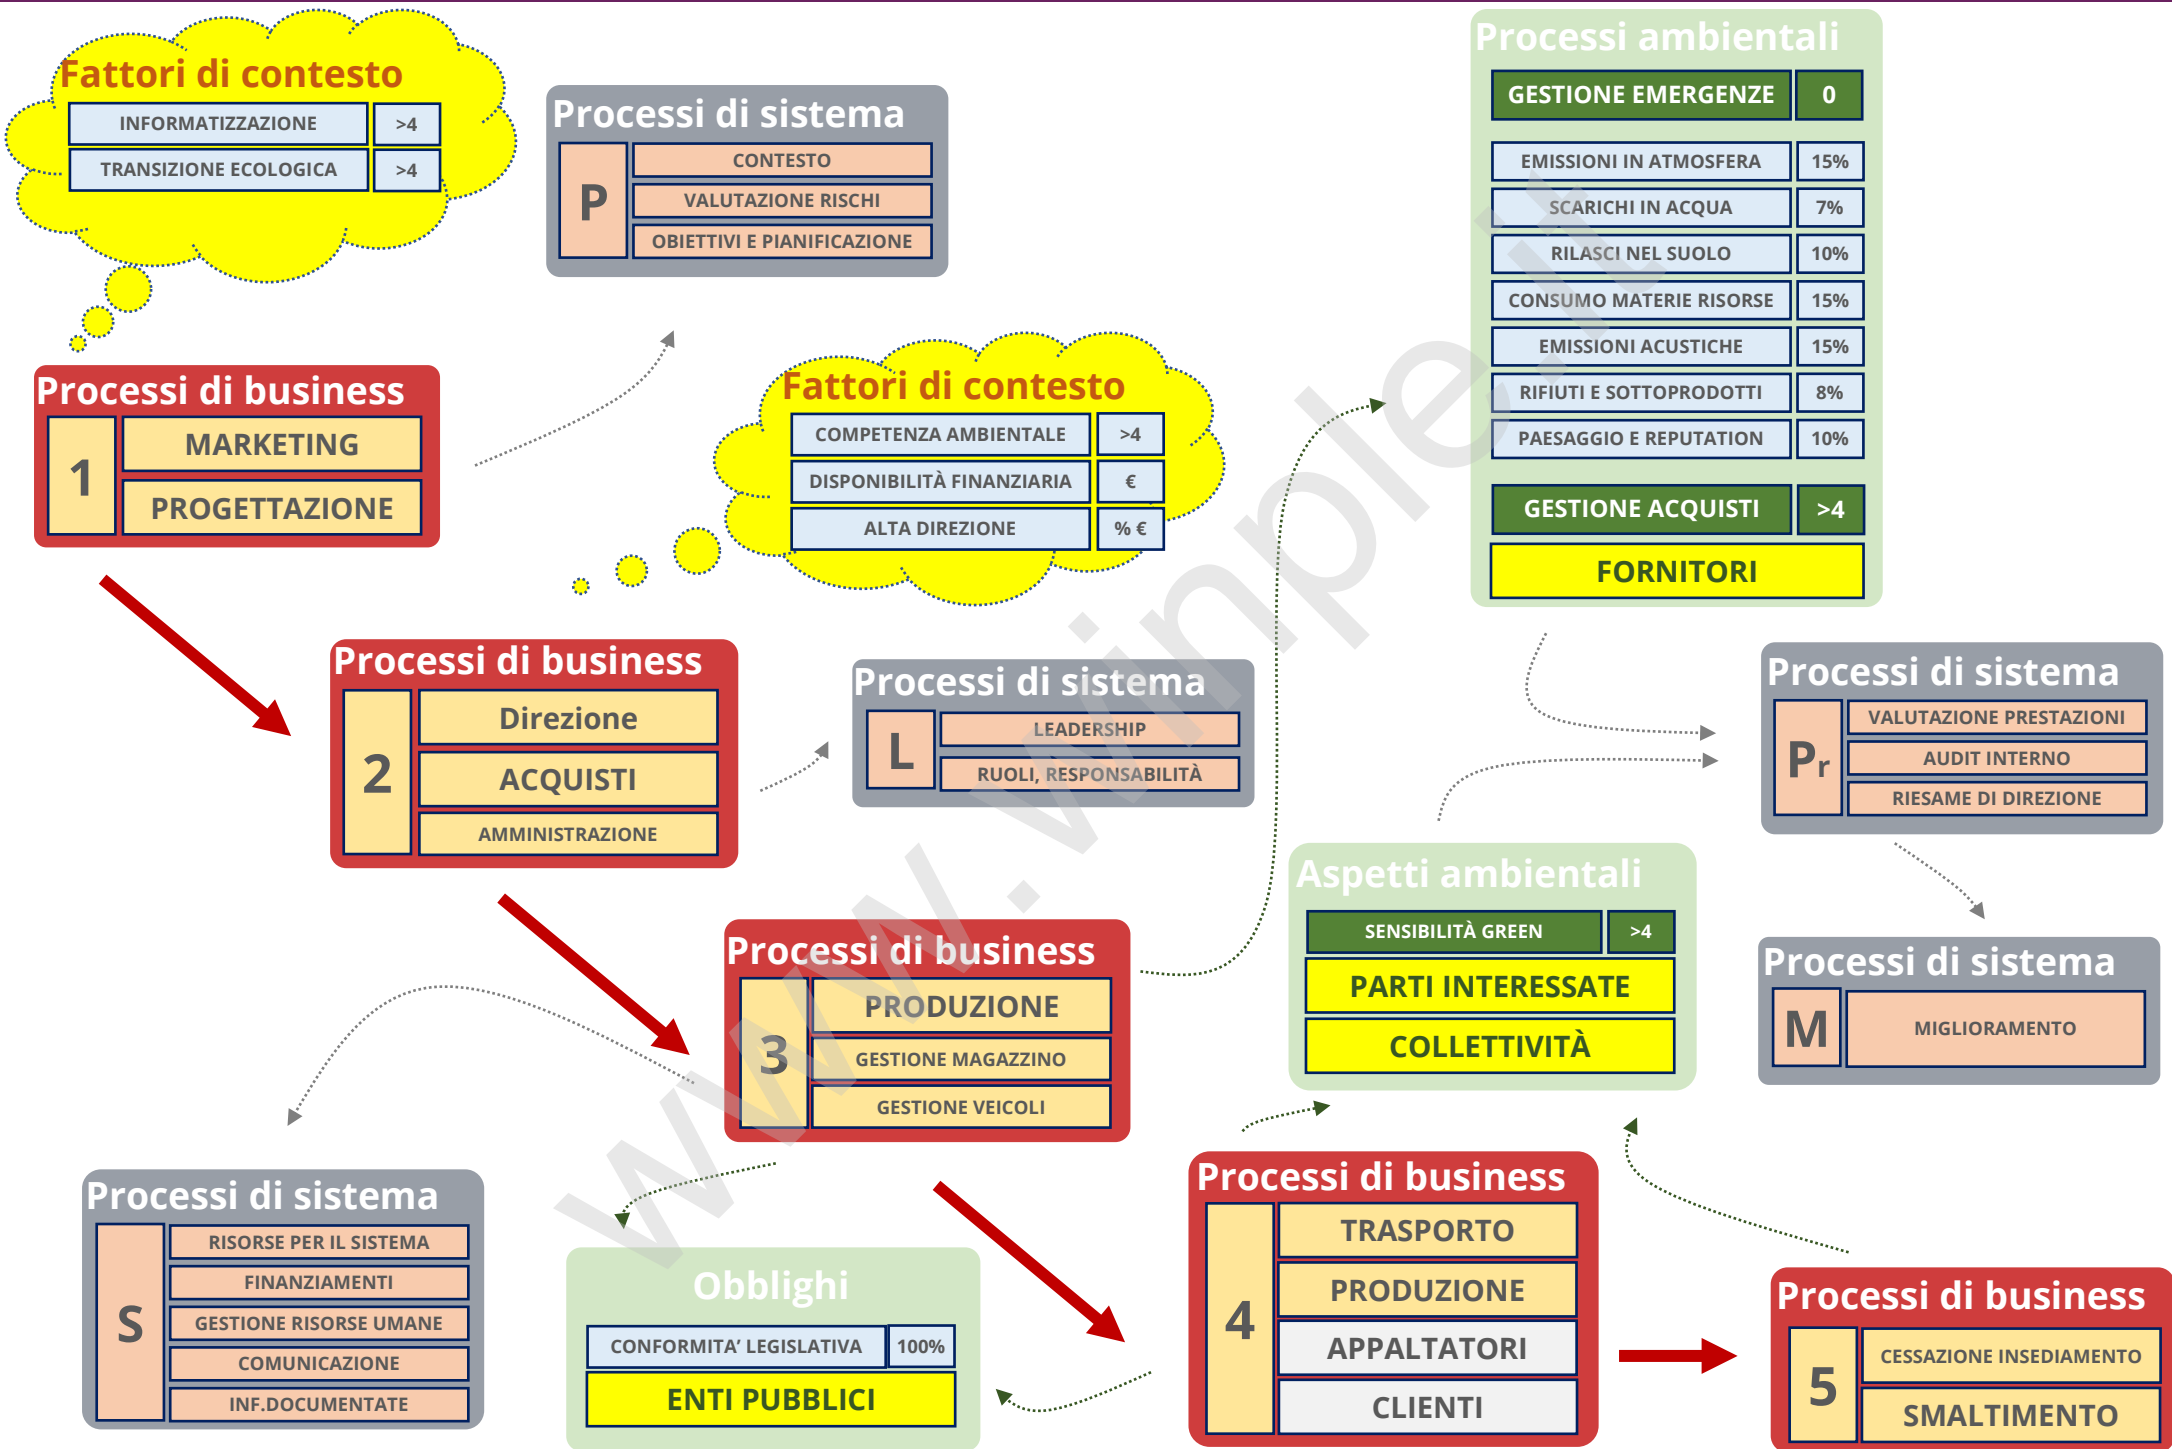 Fattori di contesto
INFORMATIZZAZIONE >4
TRANSIZIONE ECOLOGICA >4
Processi di sistema
P
CONTESTO
VALUTAZIONE RISCHI
OBIETTIVI E PIANIFICAZIONE
Processi ambientali
GESTIONE EMERGENZE 0
EMISSIONI IN ATMOSFERA 15%
SCARICHI IN ACQUA 7%
RILASCI NEL SUOLO 10%
CONSUMO MATERIE RISORSE 15%
EMISSIONI ACUSTICHE 15%
RIFIUTI E SOTTOPRODOTTI 8%
PAESAGGIO E REPUTATION 10%
GESTIONE ACQUISTI >4
FORNITORI
Processi di business
1
MARKETING
PROGETTAZIONE
Fattori di contesto
COMPETENZA AMBIENTALE >4
DISPONIBILITÀ FINANZIARIA €
ALTA DIREZIONE % €
Processi di business
2
Direzione
ACQUISTI
AMMINISTRAZIONE
Processi di sistema
L
LEADERSHIP
RUOLI, RESPONSABILITÀ
Processi di sistema
Pr
VALUTAZIONE PRESTAZIONI
AUDIT INTERNO
RIESAME DI DIREZIONE
Processi di business
3
PRODUZIONE
GESTIONE MAGAZZINO
GESTIONE VEICOLI
Aspetti ambientali
SENSIBILITÀ GREEN >4
PARTI INTERESSATE
COLLETTIVITÀ
Processi di sistema
M
MIGLIORAMENTO
Processi di sistema
S
RISORSE PER IL SISTEMA
FINANZIAMENTI
GESTIONE RISORSE UMANE
COMUNICAZIONE
INF.DOCUMENTATE
Obblighi
CONFORMITA’ LEGISLATIVA 100%
ENTI PUBBLICI
Processi di business
4
TRASPORTO
PRODUZIONE
APPALTATORI
CLIENTI
Processi di business
5
CESSAZIONE INSEDIAMENTO
SMALTIMENTO
www.winple.it